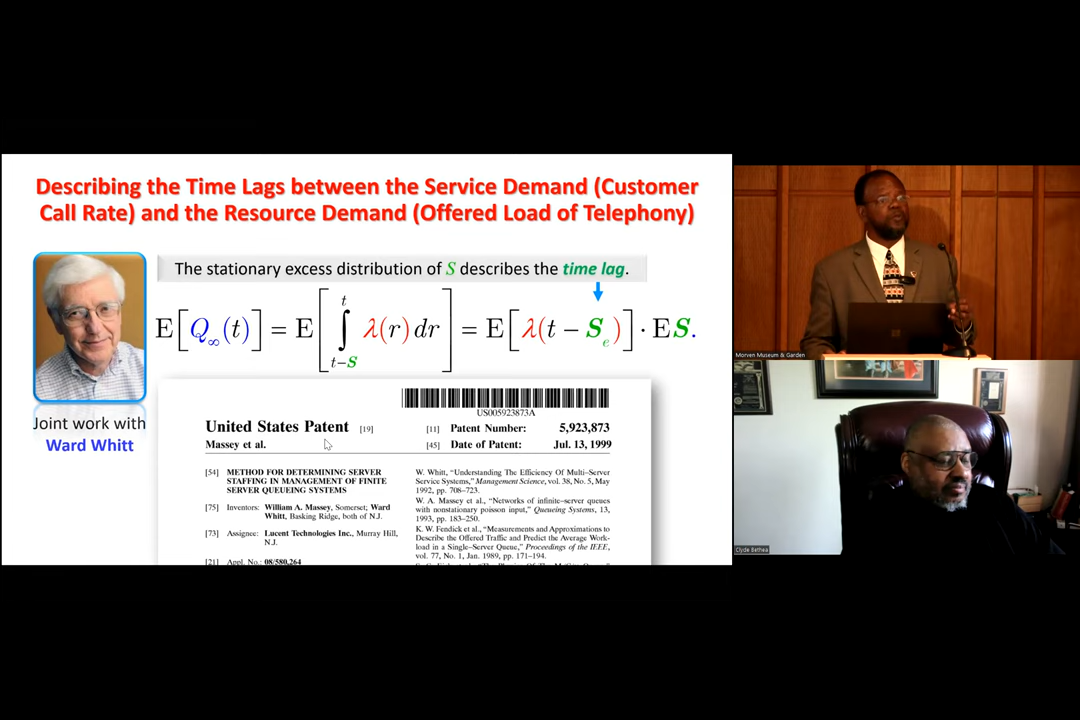 Describing the Time Lags between the Service Demand (Customer
Call Rate) and the Resource Demand (Offered Load of Telephony)
The stationary excess distribution of S describes the time lag.
E[Q∞(t)] = E[∫_{t−S}^{t} λ(r) dr] = E[λ(t − S_e)] · ES.
Joint work with
Ward Whitt
US005923873A
United States Patent [19]
Massey et al.
[11] Patent Number: 5,923,873
[45] Date of Patent: Jul. 13, 1999
[54] METHOD FOR DETERMINING SERVER
STAFFING IN MANAGEMENT OF FINITE
SERVER QUEUEING SYSTEMS
[75] Inventors: William A. Massey, Somerset; Ward
Whitt, Basking Ridge, both of N.J.
[73] Assignee: Lucent Technologies Inc., Murray Hill,
N.J.
[21] Appl. No.: 08/580,264
W. Whitt, "Understanding The Efficiency Of Multi–Server
Service Systems," Management Science, vol. 38, No. 5, May
1992, pp. 708–723.
W. A. Massey et al., "Networks of infinite–server queues
with nonstationary poisson input," Queueing Systems, 13,
1993, pp. 183–250.
K. W. Fendick et al., "Measurements and Approximations to
Describe the Offered Traffic and Predict the Average Work-
load in a Single–Server Queue," Proceedings of the IEEE,
vol. 77, No. 1, Jan. 1989, pp. 171–194.
Morven Museum & Garden
Clyde Bethea